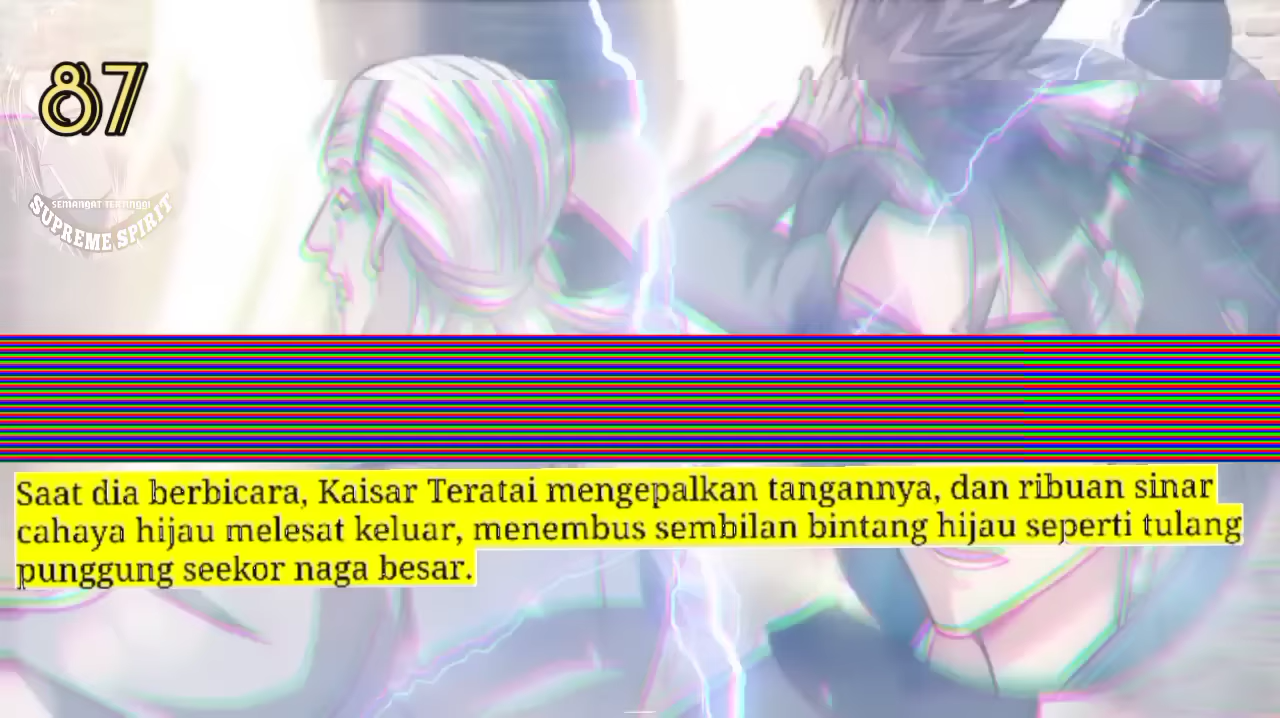 87
SEMANGAT TERTINGGI
SUPREME SPIRIT
Saat dia berbicara, Kaisar Teratai mengepalkan tangannya, dan ribuan sinar
cahaya hijau melesat keluar, menembus sembilan bintang hijau seperti tulang
punggung seekor naga besar.